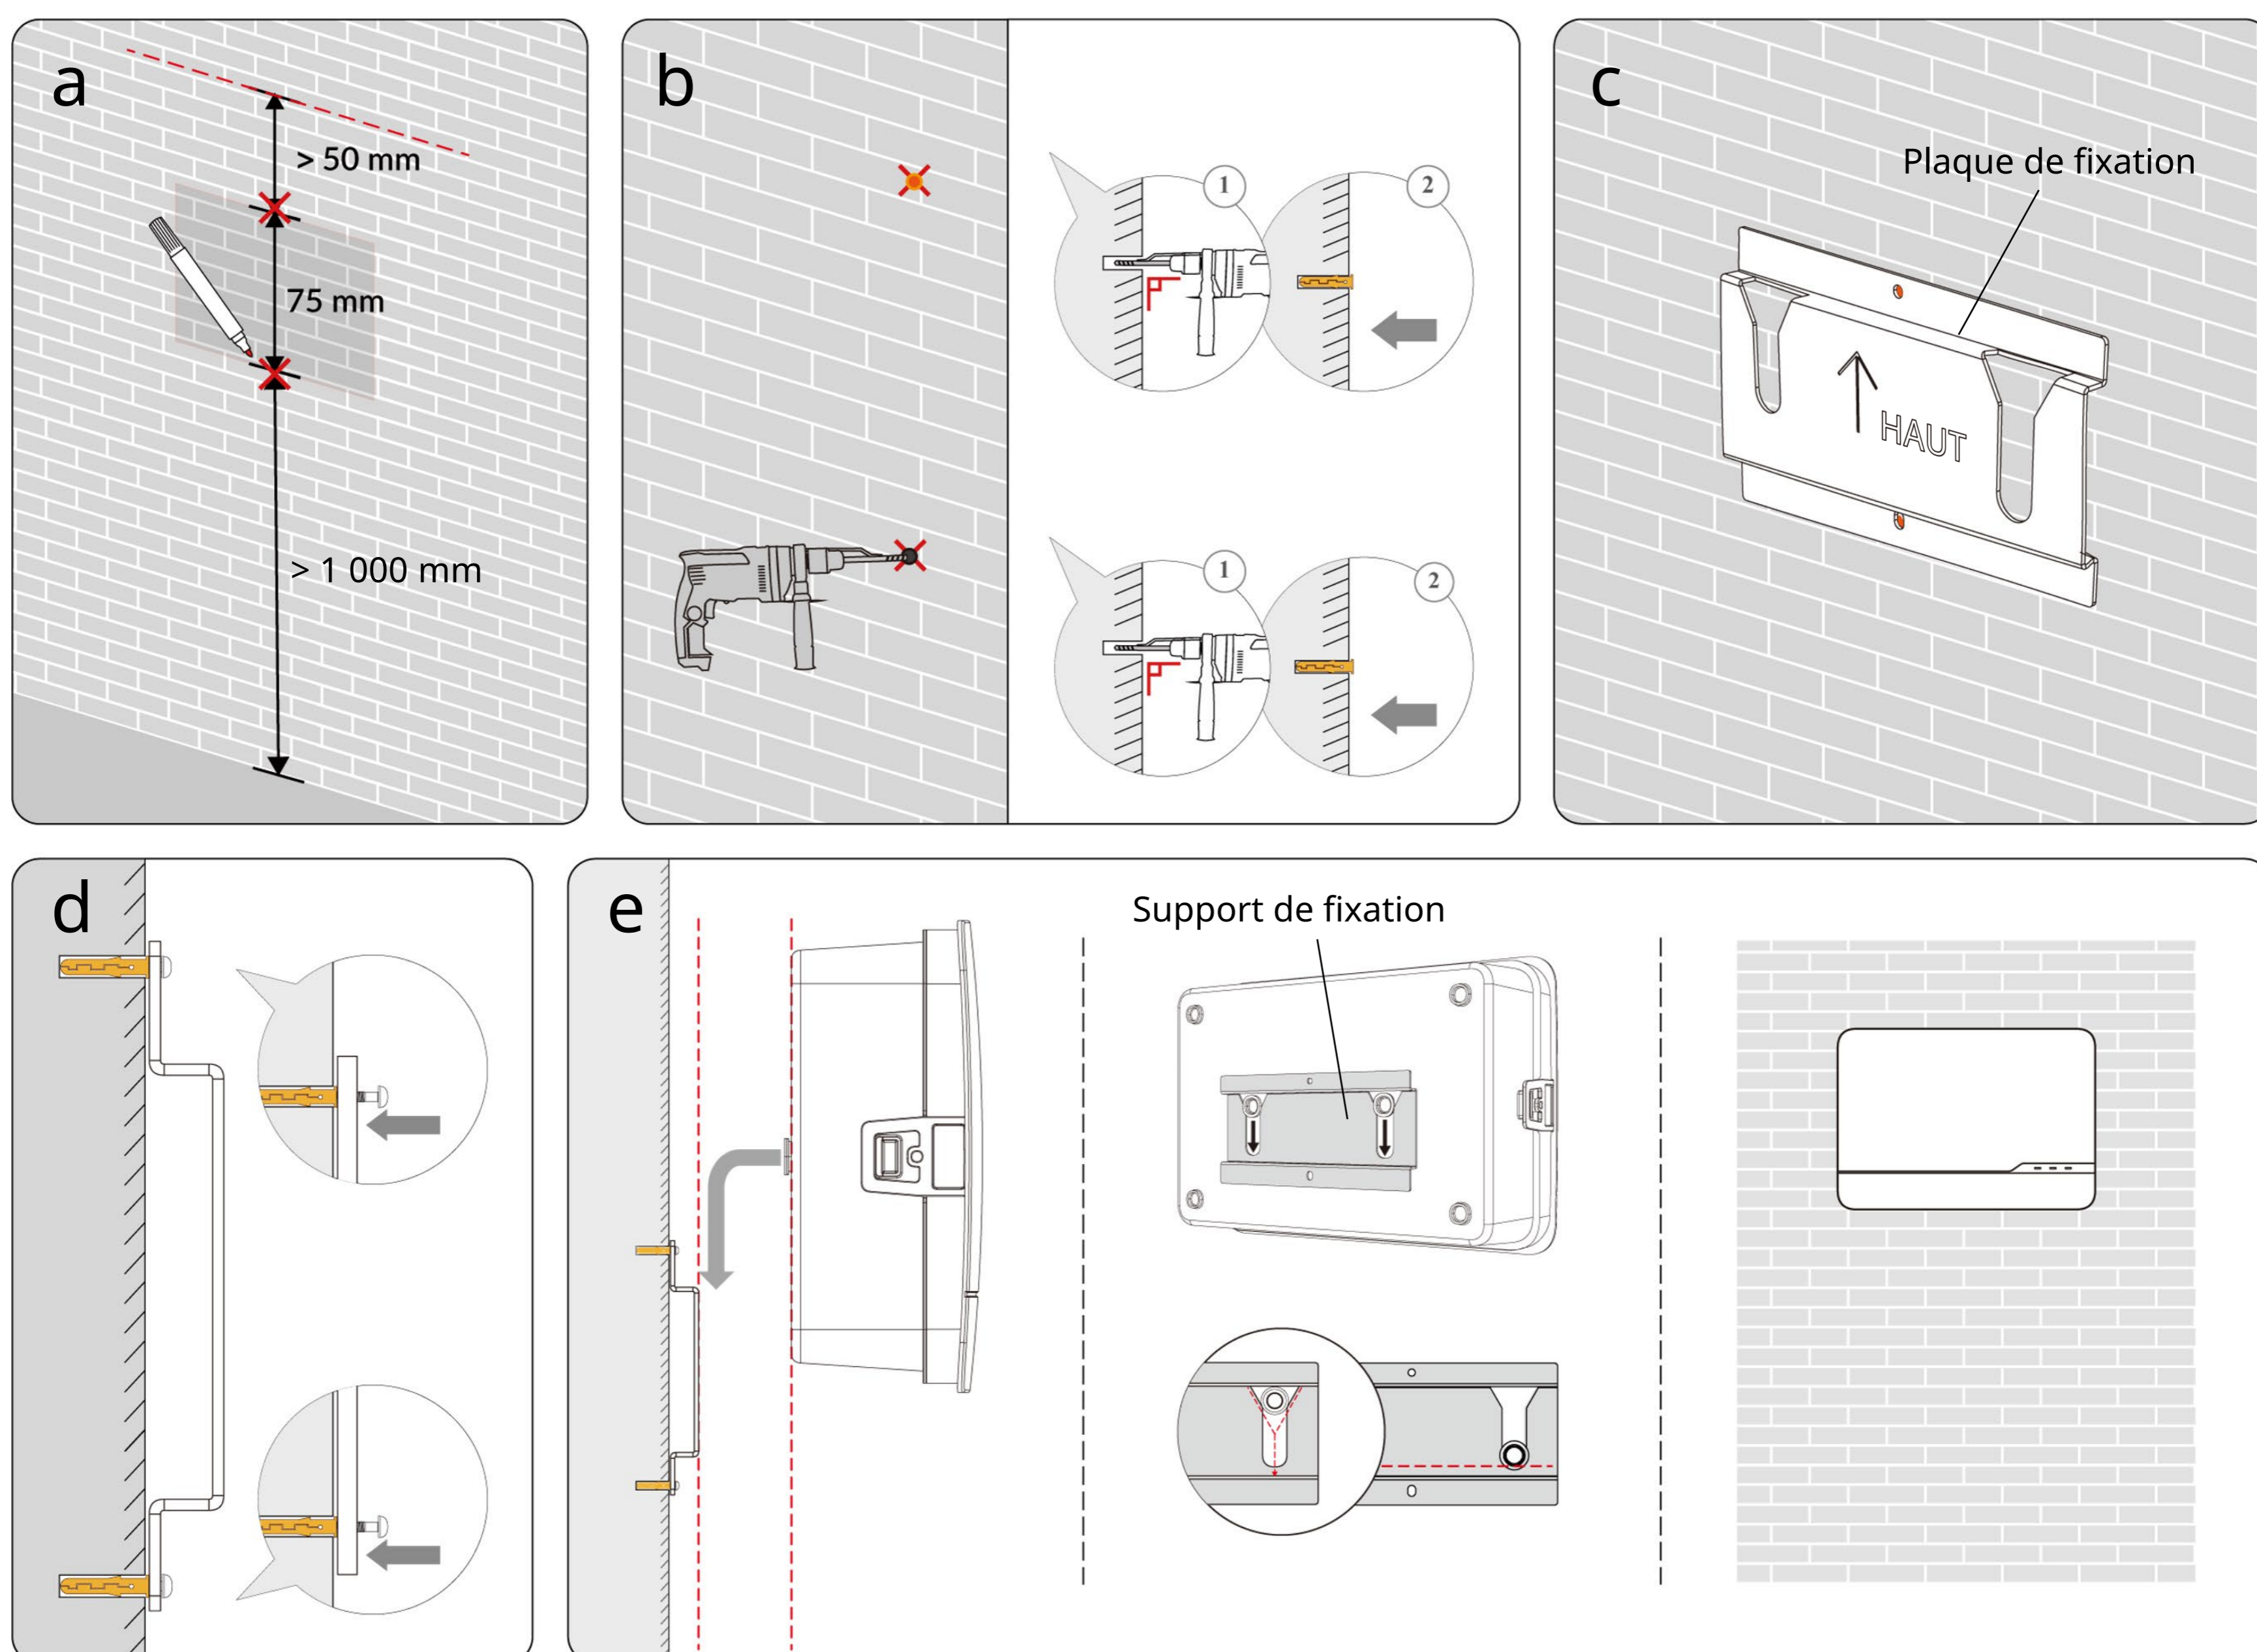 a
> 50 mm
75 mm
> 1 000 mm
b
1
2
1
2
c
Plaque de fixation
HAUT
d
e
Support de fixation